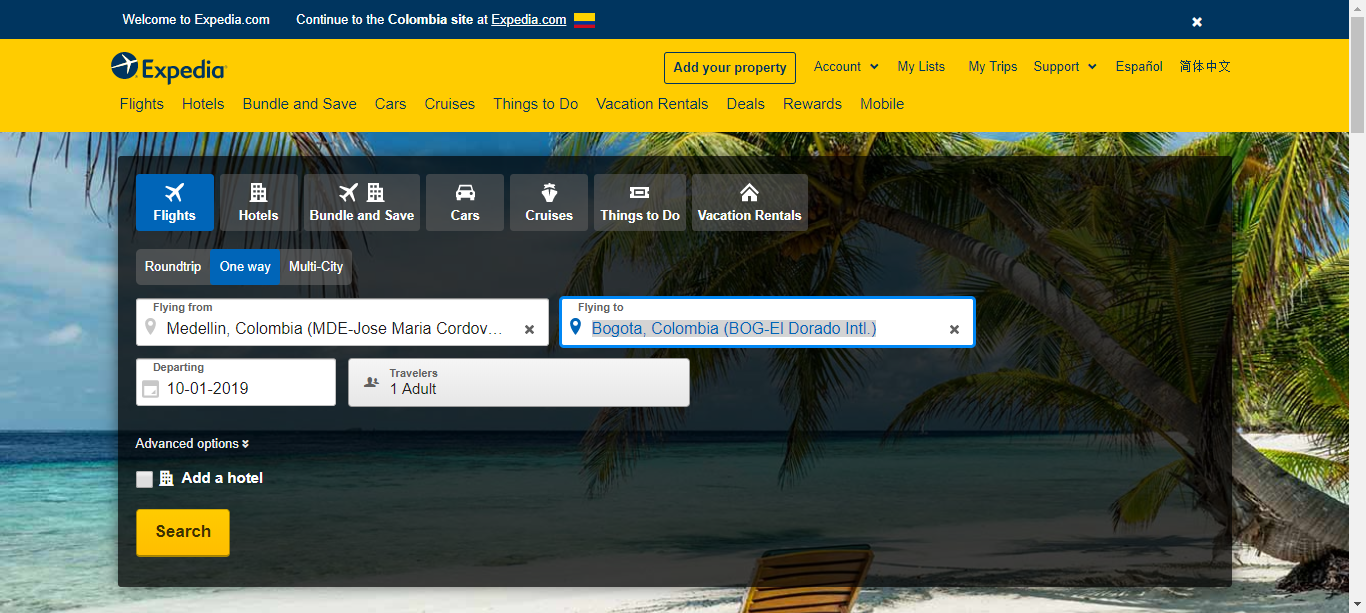 Welcome to Expedia.com Continue to the Colombia site at Expedia.com
Expedia
Add your property Account My Lists My Trips Support Español 简体中文
Flights Hotels Bundle and Save Cars Cruises Things to Do Vacation Rentals Deals Rewards Mobile
Flights Hotels Bundle and Save Cars Cruises Things to Do Vacation Rentals
Roundtrip One way Multi-City
Flying from
Medellin, Colombia (MDE-Jose Maria Cordov...
Flying to
Bogota, Colombia (BOG-El Dorado Intl.)
Departing
10-01-2019
Travelers
1 Adult
Advanced options
Add a hotel
Search